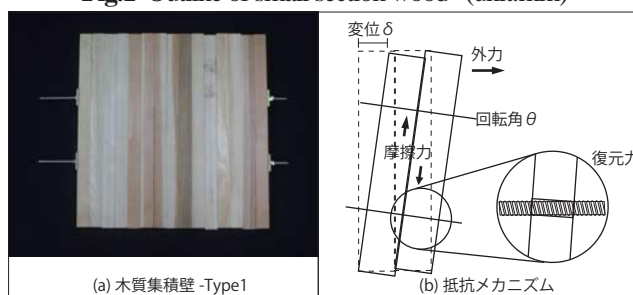 Fig.2 Outline of small section wood (unit:mm)
変位δ
外力
回転角θ
摩擦力
復元力
(a) 木質集積壁 -Type1
(b) 抵抗メカニズム